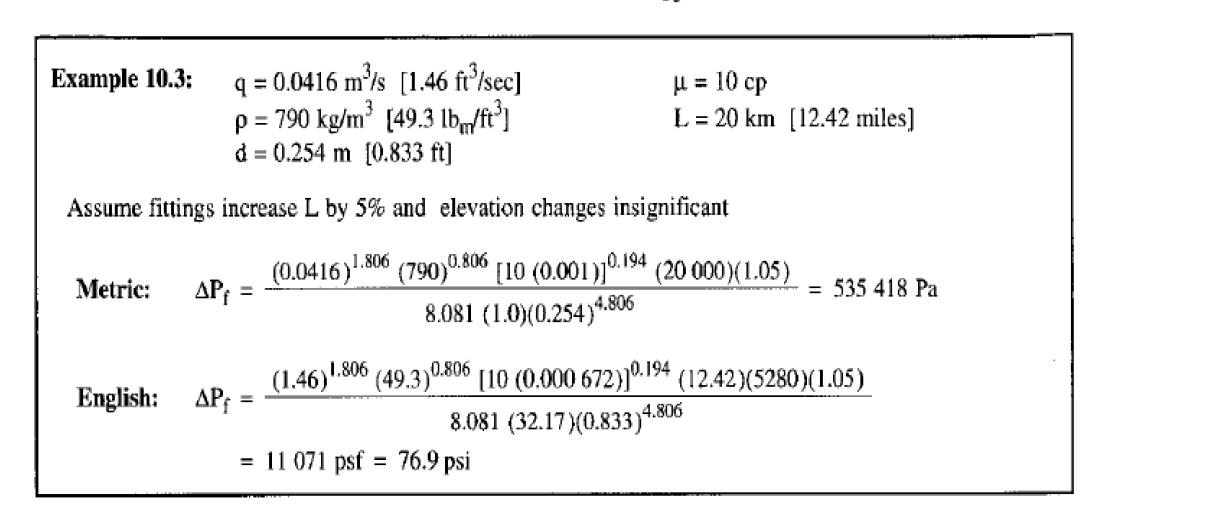 Example 10.3: q = 0.0416 m³/s [1.46 ft³/sec] μ = 10 cp
ρ = 790 kg/m³ [49.3 lbₘ/ft³] L = 20 km [12.42 miles]
d = 0.254 m [0.833 ft]
Assume fittings increase L by 5% and elevation changes insignificant
Metric: ΔP_f = (0.0416)^1.806 (790)^0.806 [10 (0.001)]^0.194 (20 000)(1.05) / 8.081 (1.0)(0.254)^4.806 = 535 418 Pa
English: ΔP_f = (1.46)^1.806 (49.3)^0.806 [10 (0.000 672)]^0.194 (12.42)(5280)(1.05) / 8.081 (32.17)(0.833)^4.806
= 11 071 psf = 76.9 psi